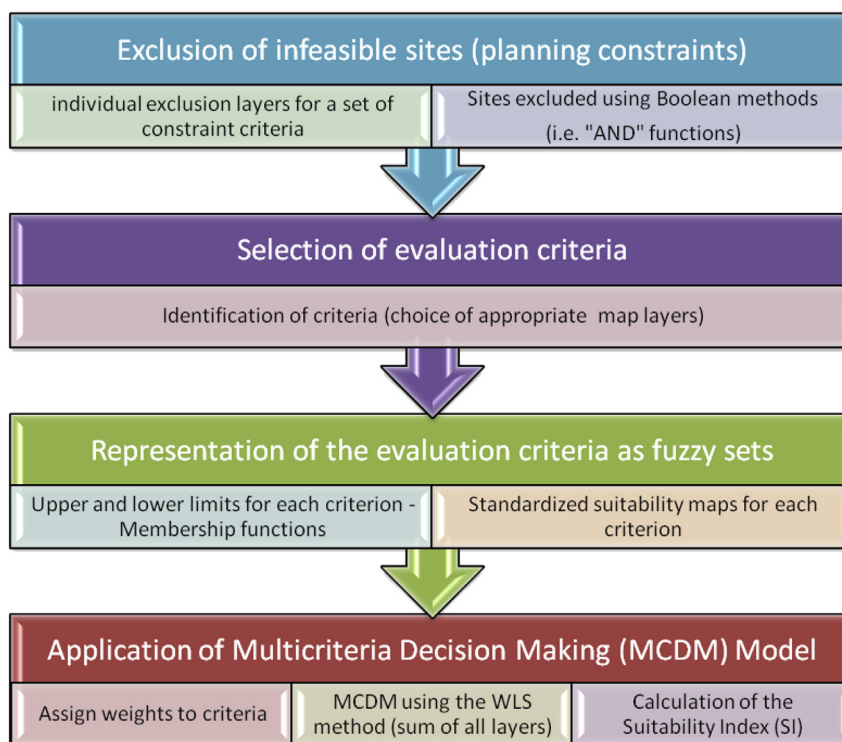 Exclusion of infeasible sites (planning constraints)
individual exclusion layers for a set of
constraint criteria
Sites excluded using Boolean methods
(i.e. "AND" functions)
Selection of evaluation criteria
Identification of criteria (choice of appropriate map layers)
Representation of the evaluation criteria as fuzzy sets
Upper and lower limits for each criterion -
Membership functions
Standardized suitability maps for each
criterion
Application of Multicriteria Decision Making (MCDM) Model
Assign weights to criteria
MCDM using the WLS
method (sum of all layers)
Calculation of the
Suitability Index (SI)